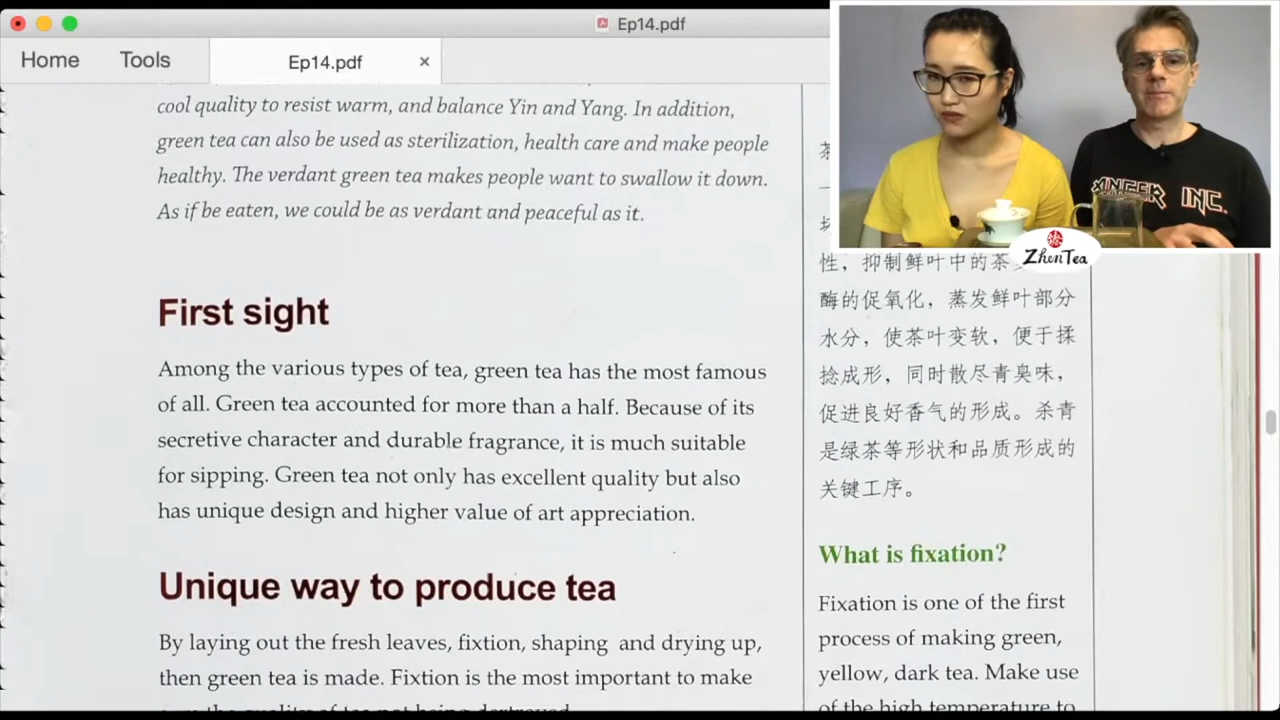 Ep14.pdf
Home
Tools
Ep14.pdf
×
cool quality to resist warm, and balance Yin and Yang. In addition,
green tea can also be used as sterilization, health care and make people
healthy. The verdant green tea makes people want to swallow it down.
As if be eaten, we could be as verdant and peaceful as it.
First sight
Among the various types of tea, green tea has the most famous
of all. Green tea accounted for more than a half. Because of its
secretive character and durable fragrance, it is much suitable
for sipping. Green tea not only has excellent quality but also
has unique design and higher value of art appreciation.
Unique way to produce tea
By laying out the fresh leaves, fixtion, shaping and drying up,
then green tea is made. Fixtion is the most important to make
性，抑制鲜叶中的茶
酶的促氧化，蒸发鲜叶部分
水分，使茶叶变软，便于揉
捻成形，同时散尽青臭味，
促进良好香气的形成。杀青
是绿茶等形状和品质形成的
关键工序。
What is fixation?
Fixation is one of the first
process of making green,
yellow, dark tea. Make use
of the high temperature to
INC.
ZhenTea